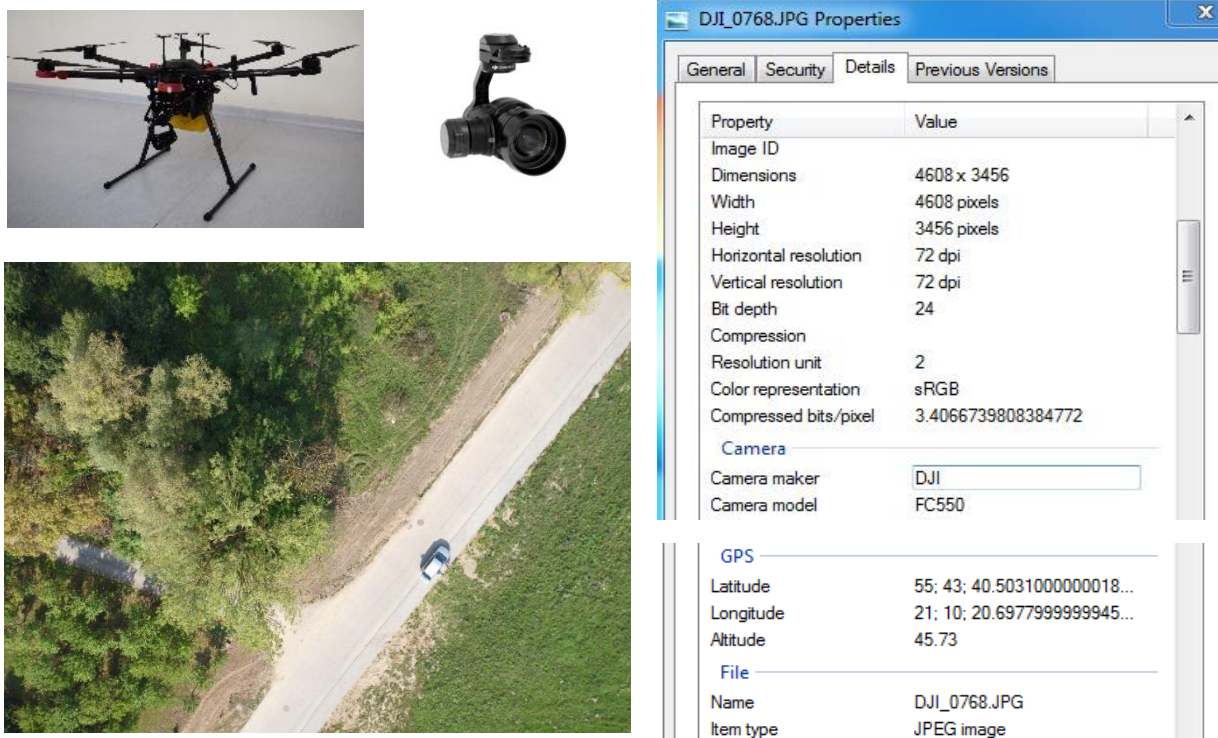 DJI_0768.JPG Properties
General Security Details Previous Versions
Property Value
Image ID
Dimensions 4608 x 3456
Width 4608 pixels
Height 3456 pixels
Horizontal resolution 72 dpi
Vertical resolution 72 dpi
Bit depth 24
Compression
Resolution unit 2
Color representation sRGB
Compressed bits/pixel 3.4066739808384772
Camera
Camera maker DJI
Camera model FC550
GPS
Latitude 55; 43; 40.5031000000018...
Longitude 21; 10; 20.6977999999945...
Altitude 45.73
File
Name DJI_0768.JPG
Item type JPEG image